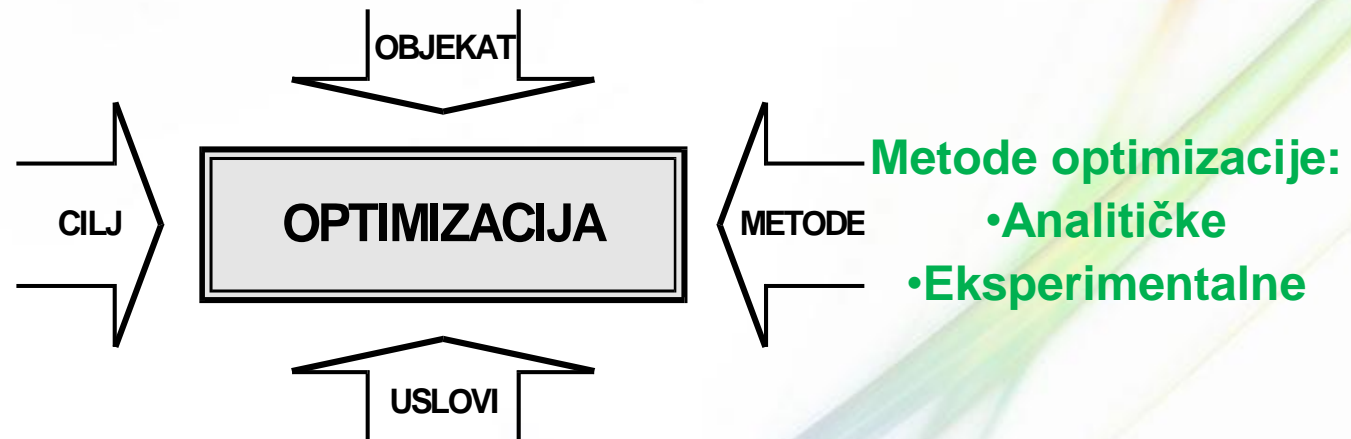 OBJEKAT
CILJ
OPTIMIZACIJA
METODE
USLOVI
Metode optimizacije:
•Analitičke
•Eksperimentalne